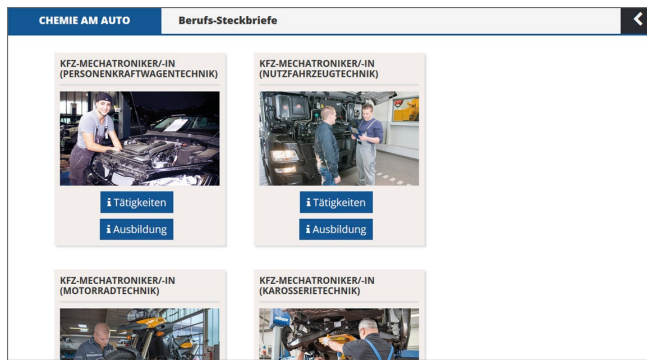 CHEMIE AM AUTO
Berufs-Steckbriefe
KFZ-MECHATRONIKER/-IN
(PERSONENKRAFTWAGENTECHNIK)
i Tätigkeiten
i Ausbildung
KFZ-MECHATRONIKER/-IN
(NUTZFAHRZEUGTECHNIK)
i Tätigkeiten
i Ausbildung
KFZ-MECHATRONIKER/-IN
(MOTORRADTECHNIK)
KFZ-MECHATRONIKER/-IN
(KAROSSERIETECHNIK)